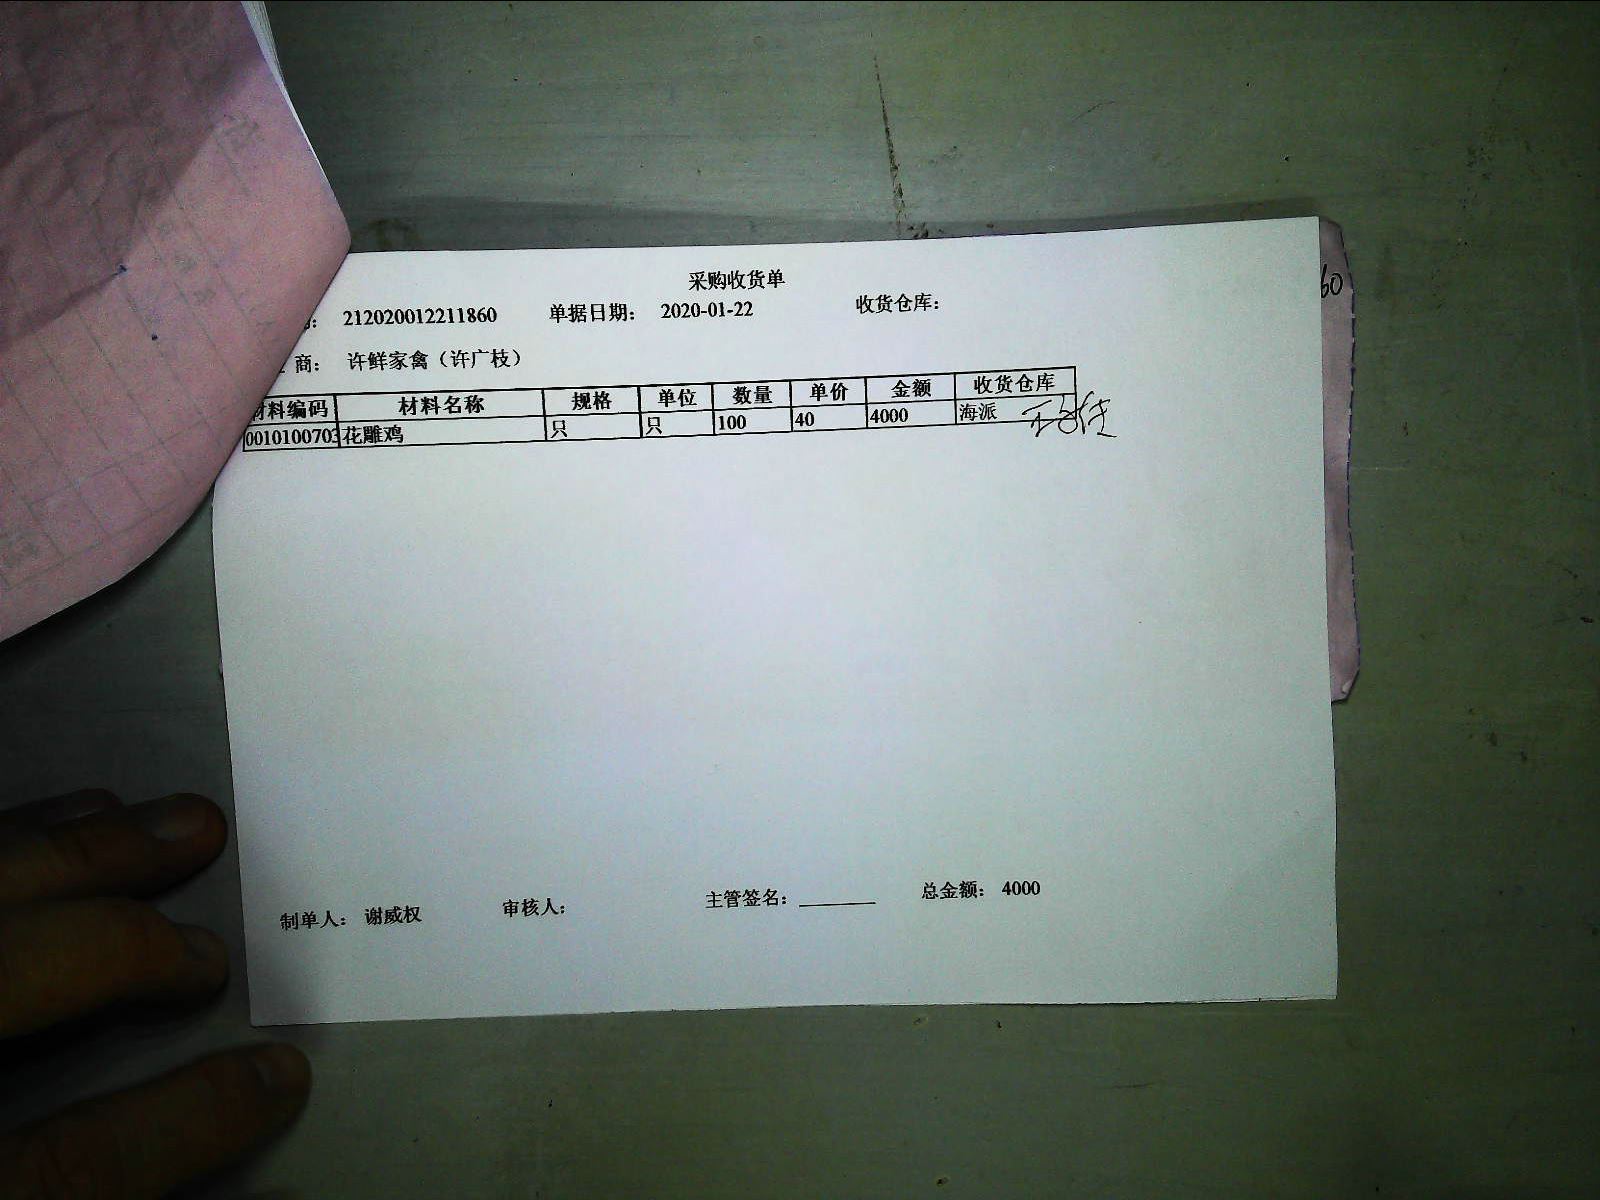 采购收货单
212020012211860 单据日期： 2020-01-22 收货仓库：
商： 许鲜家禽（许广枝）
材料编码 材料名称 规格 单位 数量 单价 金额 收货仓库
0010100703 花雕鸡 只 只 100 40 4000 海派
制单人： 谢威权 审核人： 主管签名： 总金额： 4000